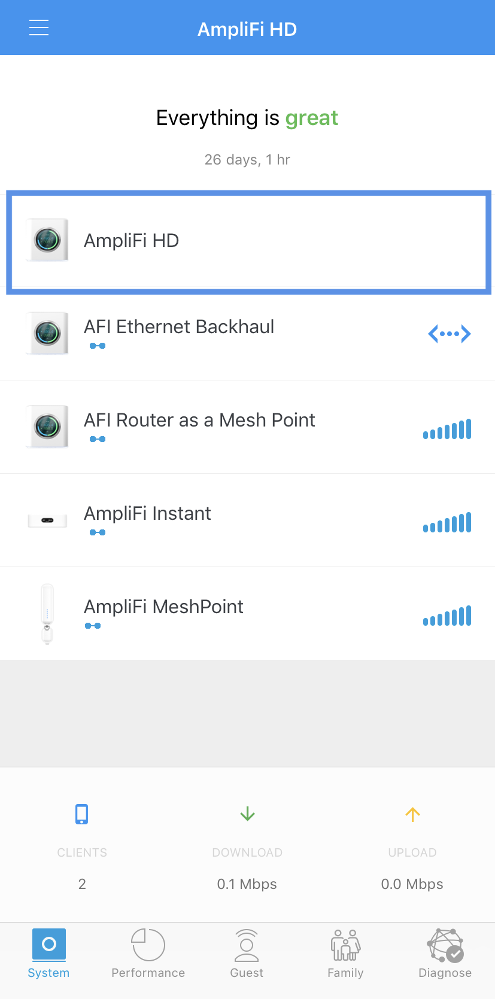 AmpliFi HD
Everything is great
26 days, 1 hr
AmpliFi HD
AFI Ethernet Backhaul
AFI Router as a Mesh Point
AmpliFi Instant
AmpliFi MeshPoint
CLIENTS DOWNLOAD UPLOAD
2 0.1 Mbps 0.0 Mbps
System Performance Guest Family Diagnose